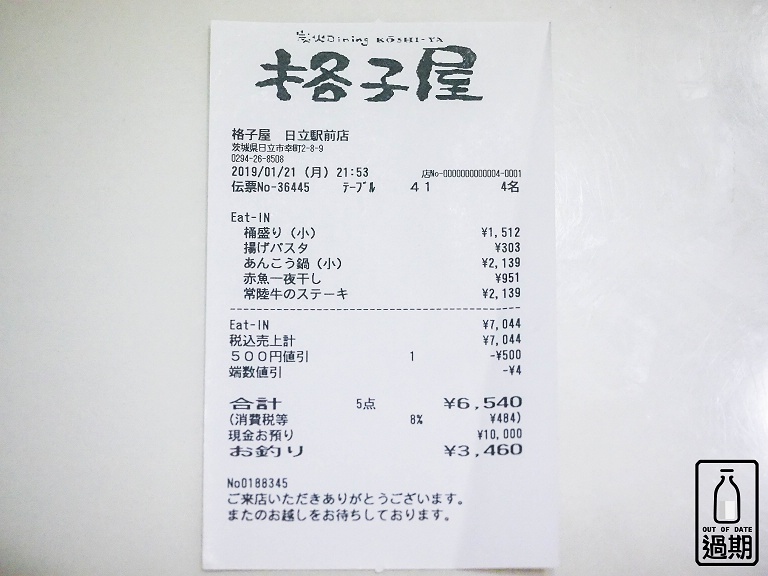 炭火Dining KŌSHI-YA
格子屋
格子屋 日立駅前店
茨城県日立市幸町2-8-9
0294-26-8508
2019/01/21 (月) 21:53 店No-0000000000004-0001
伝票No-36445 ﾃｰﾌﾞﾙ 41 4名
Eat-IN
桶盛り (小) ¥1,512
揚げパスタ ¥303
あんこう鍋 (小) ¥2,139
赤魚一夜干し ¥951
常陸牛のステーキ ¥2,139
Eat-IN ¥7,044
税込売上計 ¥7,044
500円値引 1 -¥500
端数値引 -¥4
合計 5点 ¥6,540
(消費税等 8% ¥484)
現金お預り ¥10,000
お釣り ¥3,460
No0188345
ご来店いただきありがとうございます。
またのお越しをお待ちしております。
OUT OF DATE
過期